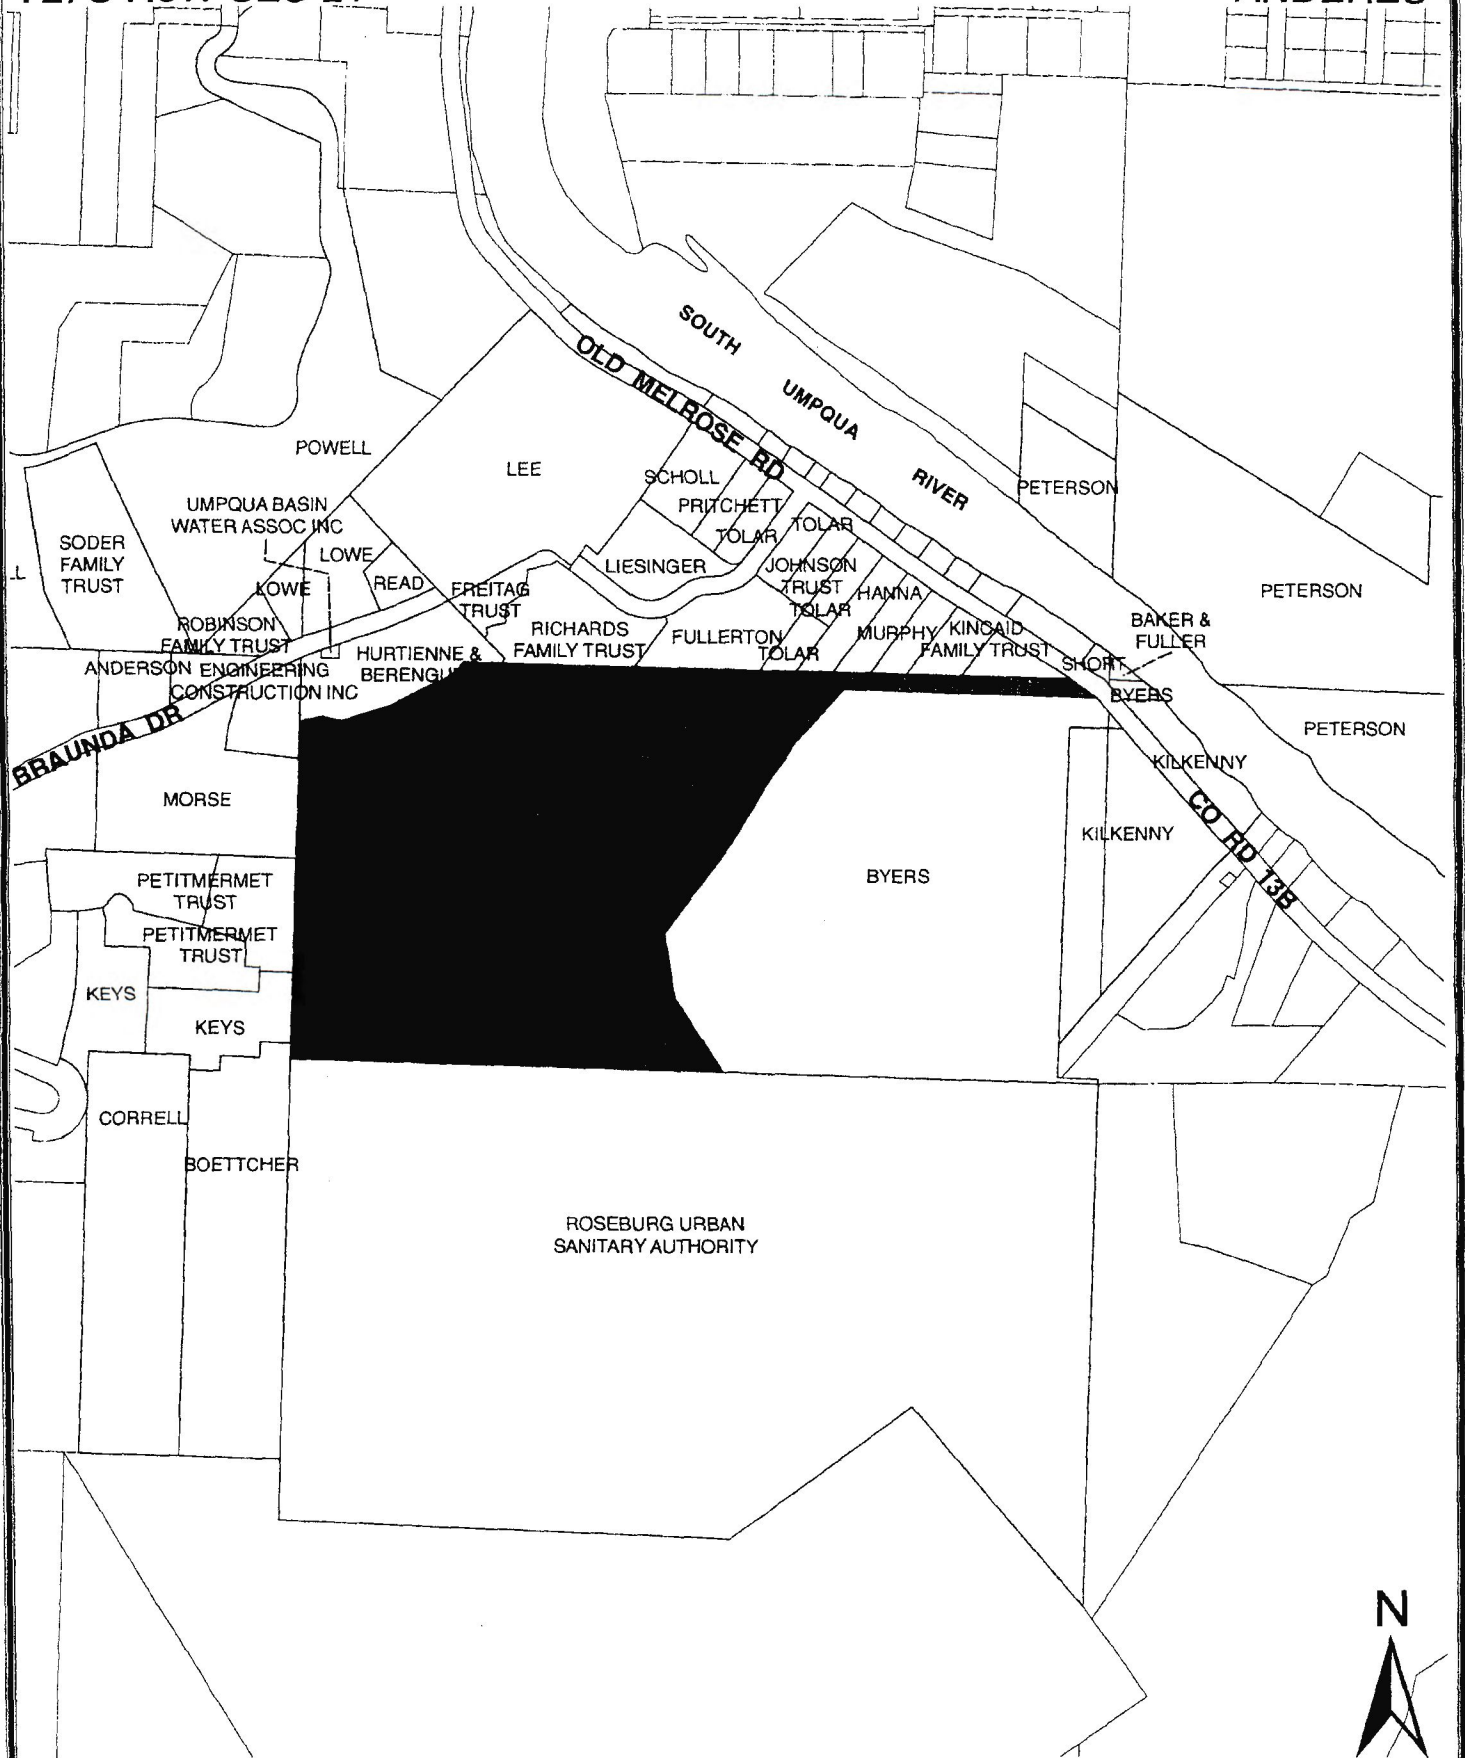 SOUTH
UMPQUA
RIVER
OLD MELROSE RD
POWELL
LEE
SCHOLL
PRITCHETT
TOLAR
TOLAR
PETERSON
UMPQUA BASIN
WATER ASSOC INC
SODER
FAMILY
TRUST
LOWE
LOWE
READ
FREITAG
TRUST
LIESINGER
JOHNSON
TRUST
TOLAR
HANNA
PETERSON
ROBINSON
FAMILY TRUST
RICHARDS
FAMILY TRUST
FULLERTON
TOLAR
MURPHY
KINCAID
FAMILY TRUST
BAKER &
FULLER
SHORT
BYERS
ANDERSON ENGINEERING
CONSTRUCTION INC
HURTIENNE &
BRAUNDA DR
PETERSON
KILKENNY
MORSE
CO RD 13B
KILKENNY
BYERS
PETITMERMET
TRUST
PETITMERMET
TRUST
KEYS
KEYS
CORRELL
BOETTCHER
ROSEBURG URBAN
SANITARY AUTHORITY
N